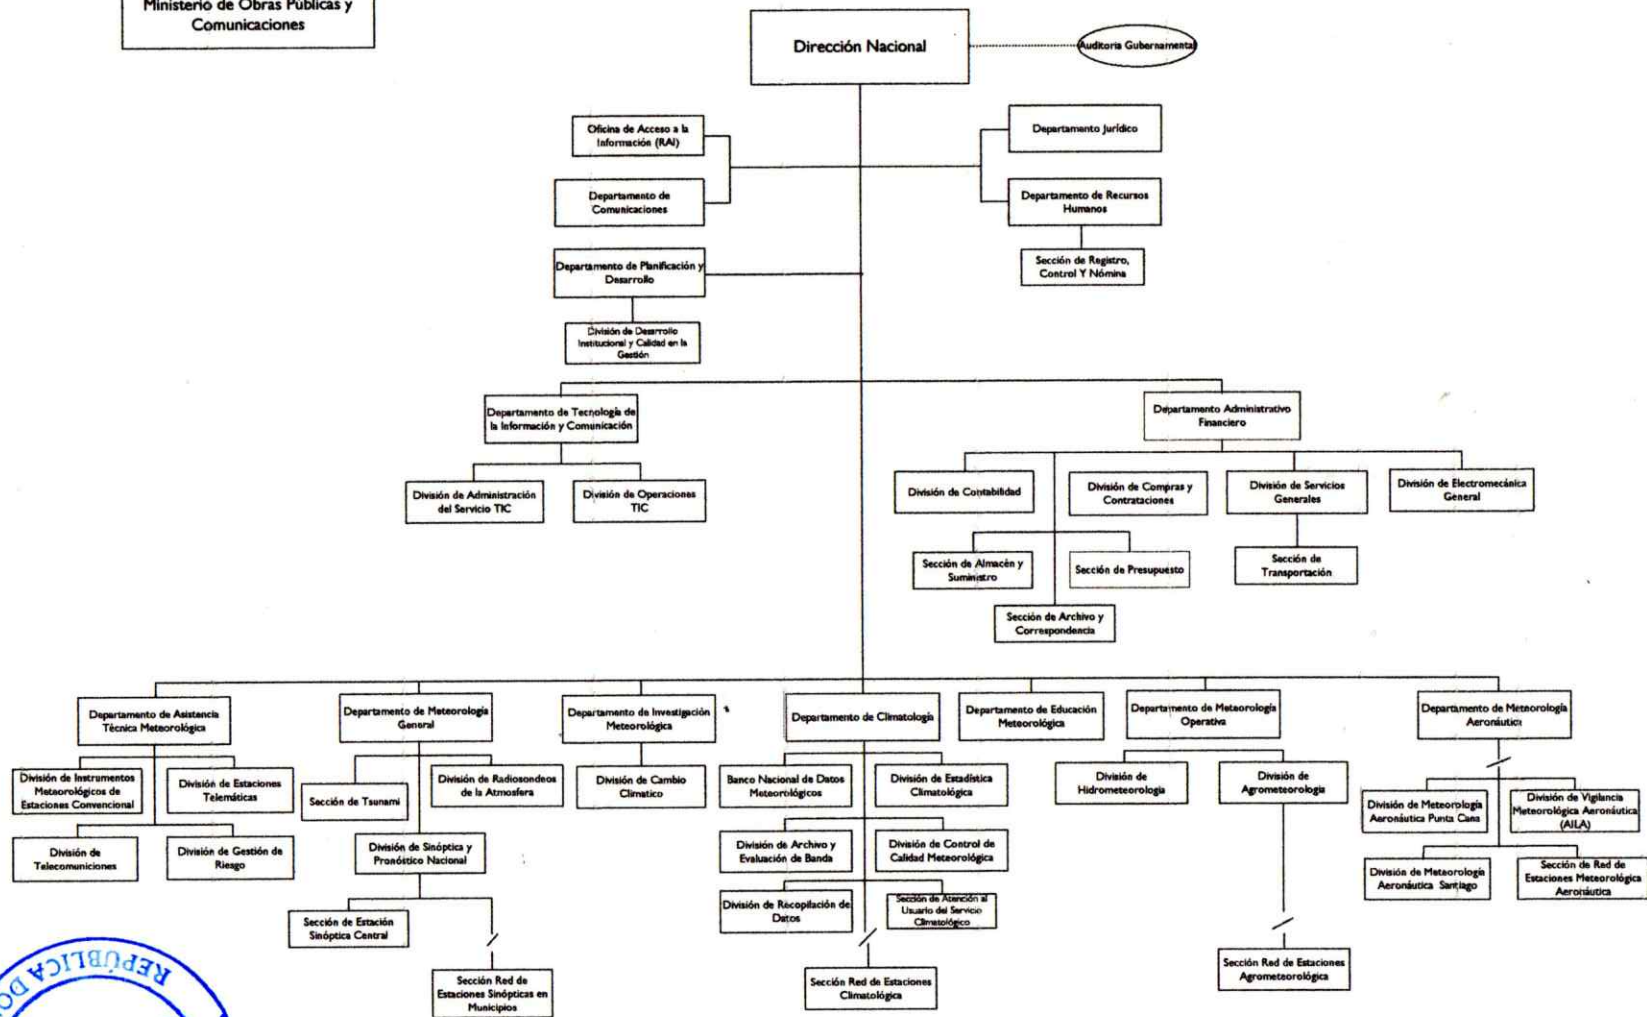 Ministerio de Obras Públicas y
Comunicaciones
Dirección Nacional
Auditoría Gubernamental
Oficina de Acceso a la
Información (RAI)
Departamento Jurídico
Departamento de
Comunicaciones
Departamento de Recursos
Humanos
Sección de Registro,
Control Y Nómina
Departamento de Planificación y
Desarrollo
División de Desarrollo
Institucional y Calidad en la
Gestión
Departamento de Tecnología de
la Información y Comunicación
Departamento Administrativo
Financiero
División de Administración
del Servicio TIC
División de Operaciones
TIC
División de Contabilidad
División de Compras y
Contrataciones
División de Servicios
Generales
División de Electromecánica
General
Sección de Almacén y
Suministro
Sección de Presupuesto
Sección de
Transportación
Sección de Archivo y
Correspondencia
Departamento de Asistencia
Técnica Meteorológica
Departamento de Meteorología
General
Departamento de Investigación
Meteorológica
Departamento de Climatología
Departamento de Educación
Meteorológica
Departamento de Meteorología
Operativa
Departamento de Meteorología
Aeronáutica
División de Instrumentos
Meteorológicos de
Estaciones Convencional
División de Estaciones
Telemáticas
Sección de Tsunami
División de Radiosondeos
de la Atmosfera
División de Cambio
Climatico
Banco Nacional de Datos
Meteorológicos
División de Estadística
Climatológica
División de
Hidrometeorologia
División de
Agrometeorologia
División de Meteorología
Aeronáutica Punta Cana
División de Vigilancia
Meteorológica Aeronáutica
(AILA)
División de
Telecomuniciones
División de Gestión de
Riesgo
División de Sinóptica y
Pronóstico Nacional
División de Archivo y
Evaluación de Banda
División de Control de
Calidad Meteorológica
División de Meteorología
Aeronáutica Santiago
Sección de Red de
Estaciones Meteorológica
Aeronáutica
Sección de Estación
Sinóptica Central
División de Recopilación de
Datos
Sección de Atención al
Usuario del Servicio
Climatológico
Sección Red de
Estaciones Sinópticas en
Municipios
Sección Red de Estaciones
Climatológica
Sección Red de Estaciones
Agrometeorológica
REPÚBLICA